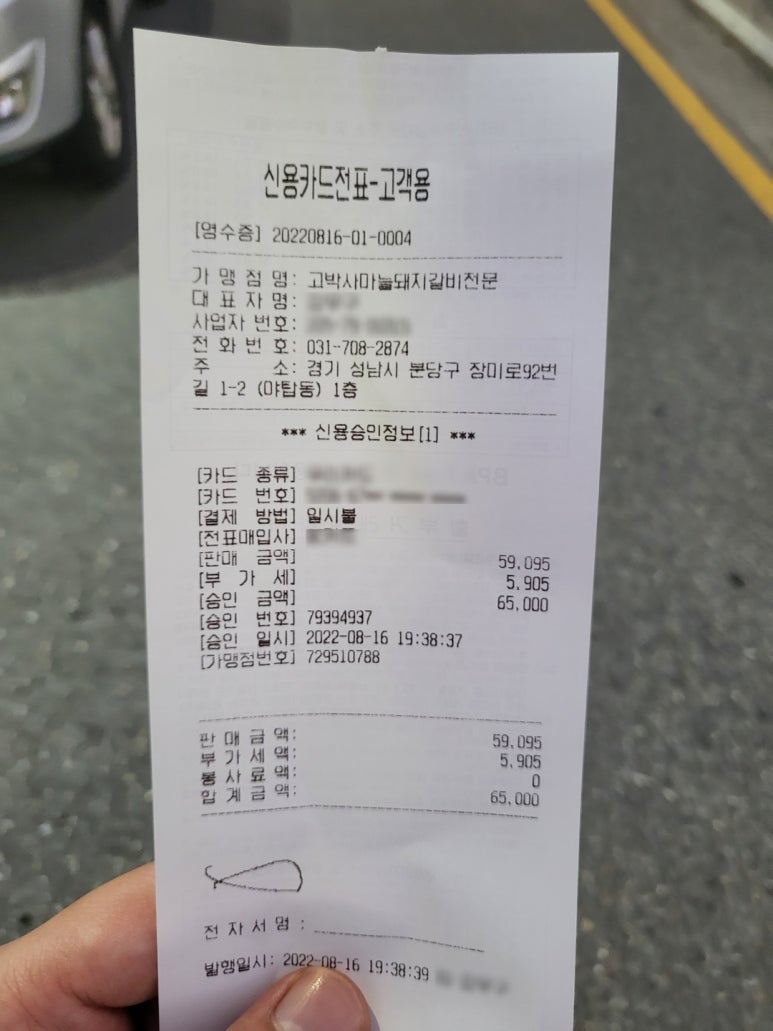 신용카드전표-고객용
[영수증] 20220816-01-0004
가 맹 점 명: 고박사마늘돼지갈비전문
대 표 자 명:
사업자 번호:
전 화 번 호: 031-708-2874
주 소: 경기 성남시 분당구 장미로92번
길 1-2 (야탑동) 1층
*** 신용승인정보[1] ***
[카드 종류]
[카드 번호]
[결제 방법] 일시불
[전표매입사]
[판매 금액] 59,095
[부 가 세] 5,905
[승인 금액] 65,000
[승인 번호] 79394937
[승인 일시] 2022-08-16 19:38:37
[가맹점번호] 729510788
판 매 금 액: 59,095
부 가 세 액: 5,905
봉 사 료 액: 0
합 계 금 액: 65,000
전 자 서 명 :
발행일시: 2022-08-16 19:38:39